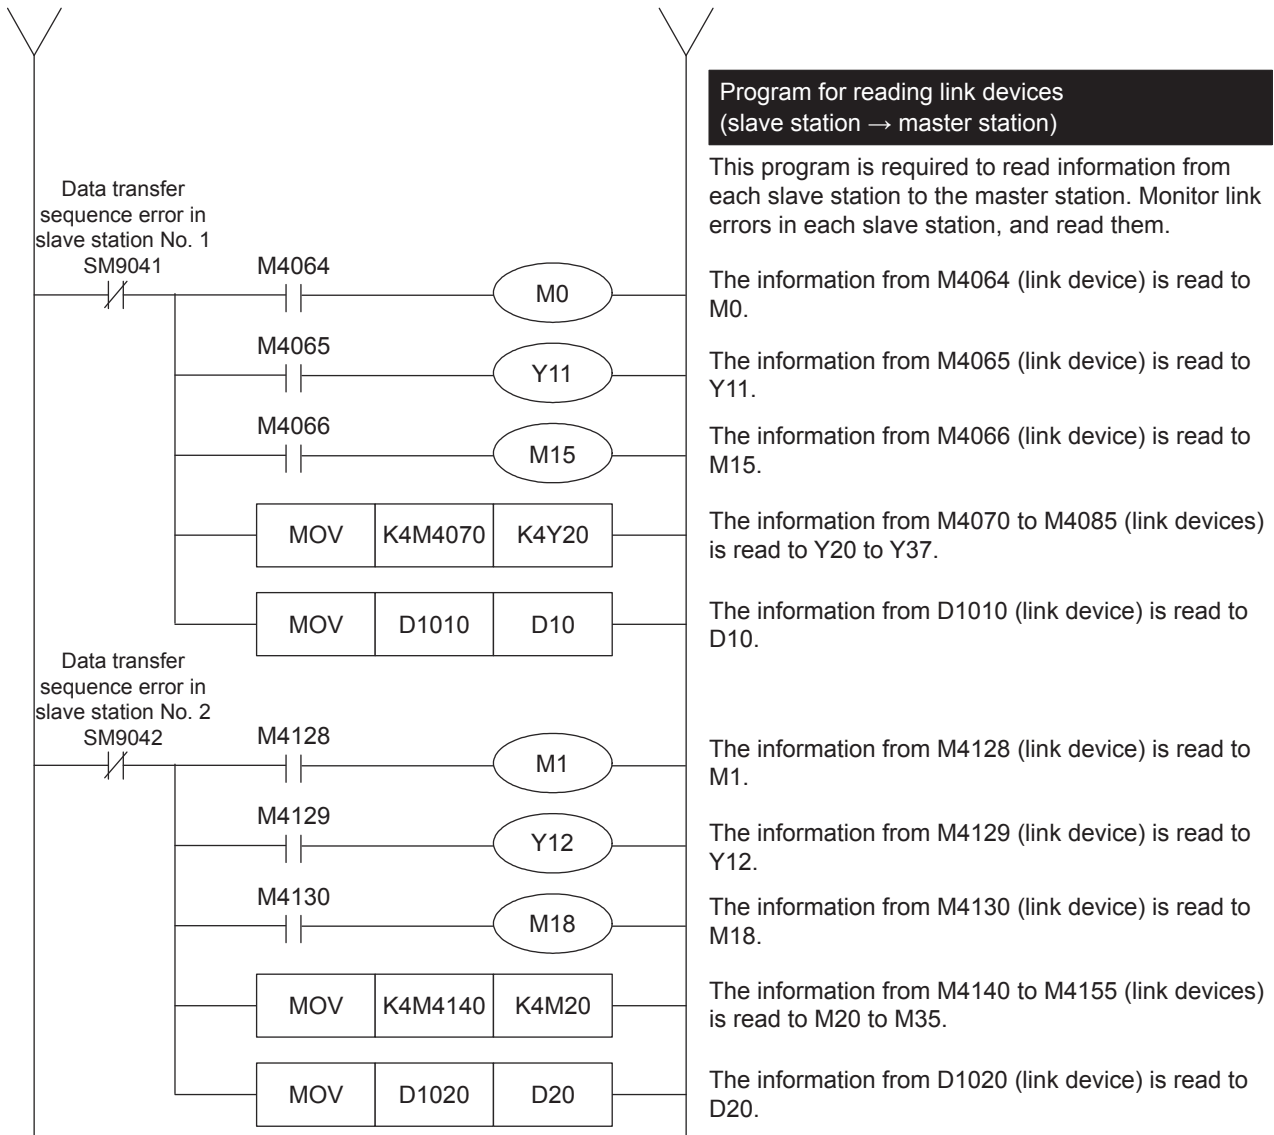 Program for reading link devices
(slave station → master station)
This program is required to read information from
each slave station to the master station. Monitor link
errors in each slave station, and read them.
Data transfer
sequence error in
slave station No. 1
SM9041
M4064
M0
The information from M4064 (link device) is read to
M0.
M4065
Y11
The information from M4065 (link device) is read to
Y11.
M4066
M15
The information from M4066 (link device) is read to
M15.
MOV K4M4070 K4Y20
The information from M4070 to M4085 (link devices)
is read to Y20 to Y37.
MOV D1010 D10
The information from D1010 (link device) is read to
D10.
Data transfer
sequence error in
slave station No. 2
SM9042
M4128
M1
The information from M4128 (link device) is read to
M1.
M4129
Y12
The information from M4129 (link device) is read to
Y12.
M4130
M18
The information from M4130 (link device) is read to
M18.
MOV K4M4140 K4M20
The information from M4140 to M4155 (link devices)
is read to M20 to M35.
MOV D1020 D20
The information from D1020 (link device) is read to
D20.